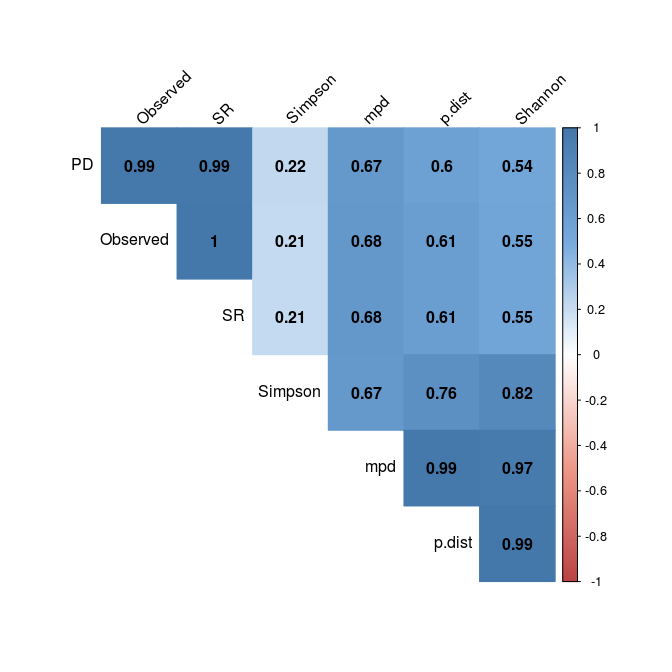 Observed SR Simpson mpd p.dist Shannon
PD 0.99 0.99 0.22 0.67 0.6 0.54
Observed 1 0.21 0.68 0.61 0.55
SR 0.21 0.68 0.61 0.55
Simpson 0.67 0.76 0.82
mpd 0.99 0.97
p.dist 0.99
1
0.8
0.6
0.4
0.2
0
-0.2
-0.4
-0.6
-0.8
-1